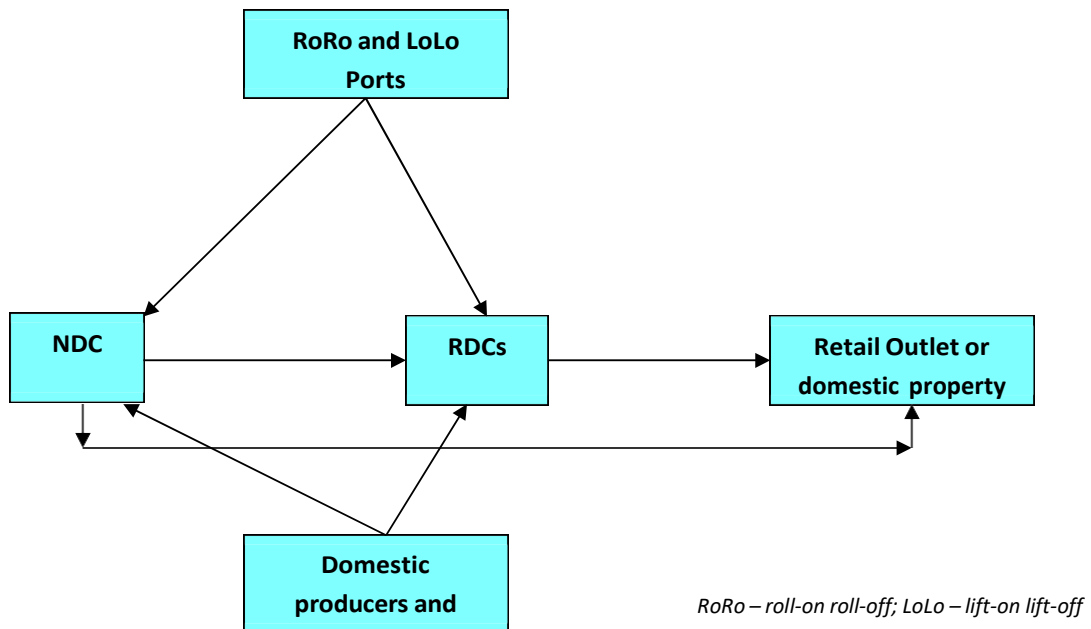 RoRo and LoLo
Ports
NDC
RDCs
Retail Outlet or
domestic property
Domestic
producers and
RoRo – roll-on roll-off; LoLo – lift-on lift-off